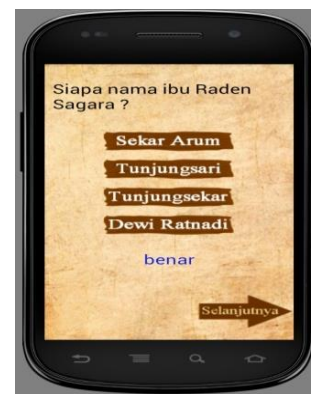 Siapa nama ibu Raden
Sagara ?
Sekar Arum
Tunjungsari
Tunjungsekar
Dewi Ratnadi
benar
Selanjutnya